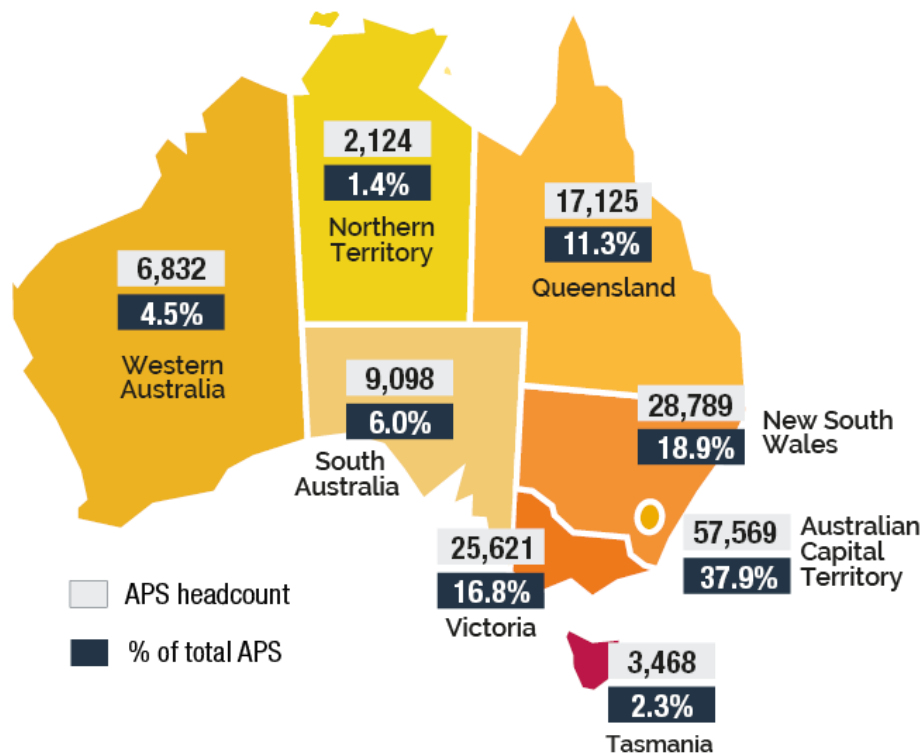 2,124
1.4%
Northern
Territory
17,125
11.3%
Queensland
6,832
4.5%
Western
Australia
9,098
6.0%
South
Australia
28,789
18.9%
New South
Wales
57,569
37.9%
Australian
Capital
Territory
25,621
16.8%
Victoria
3,468
2.3%
Tasmania
APS headcount
% of total APS